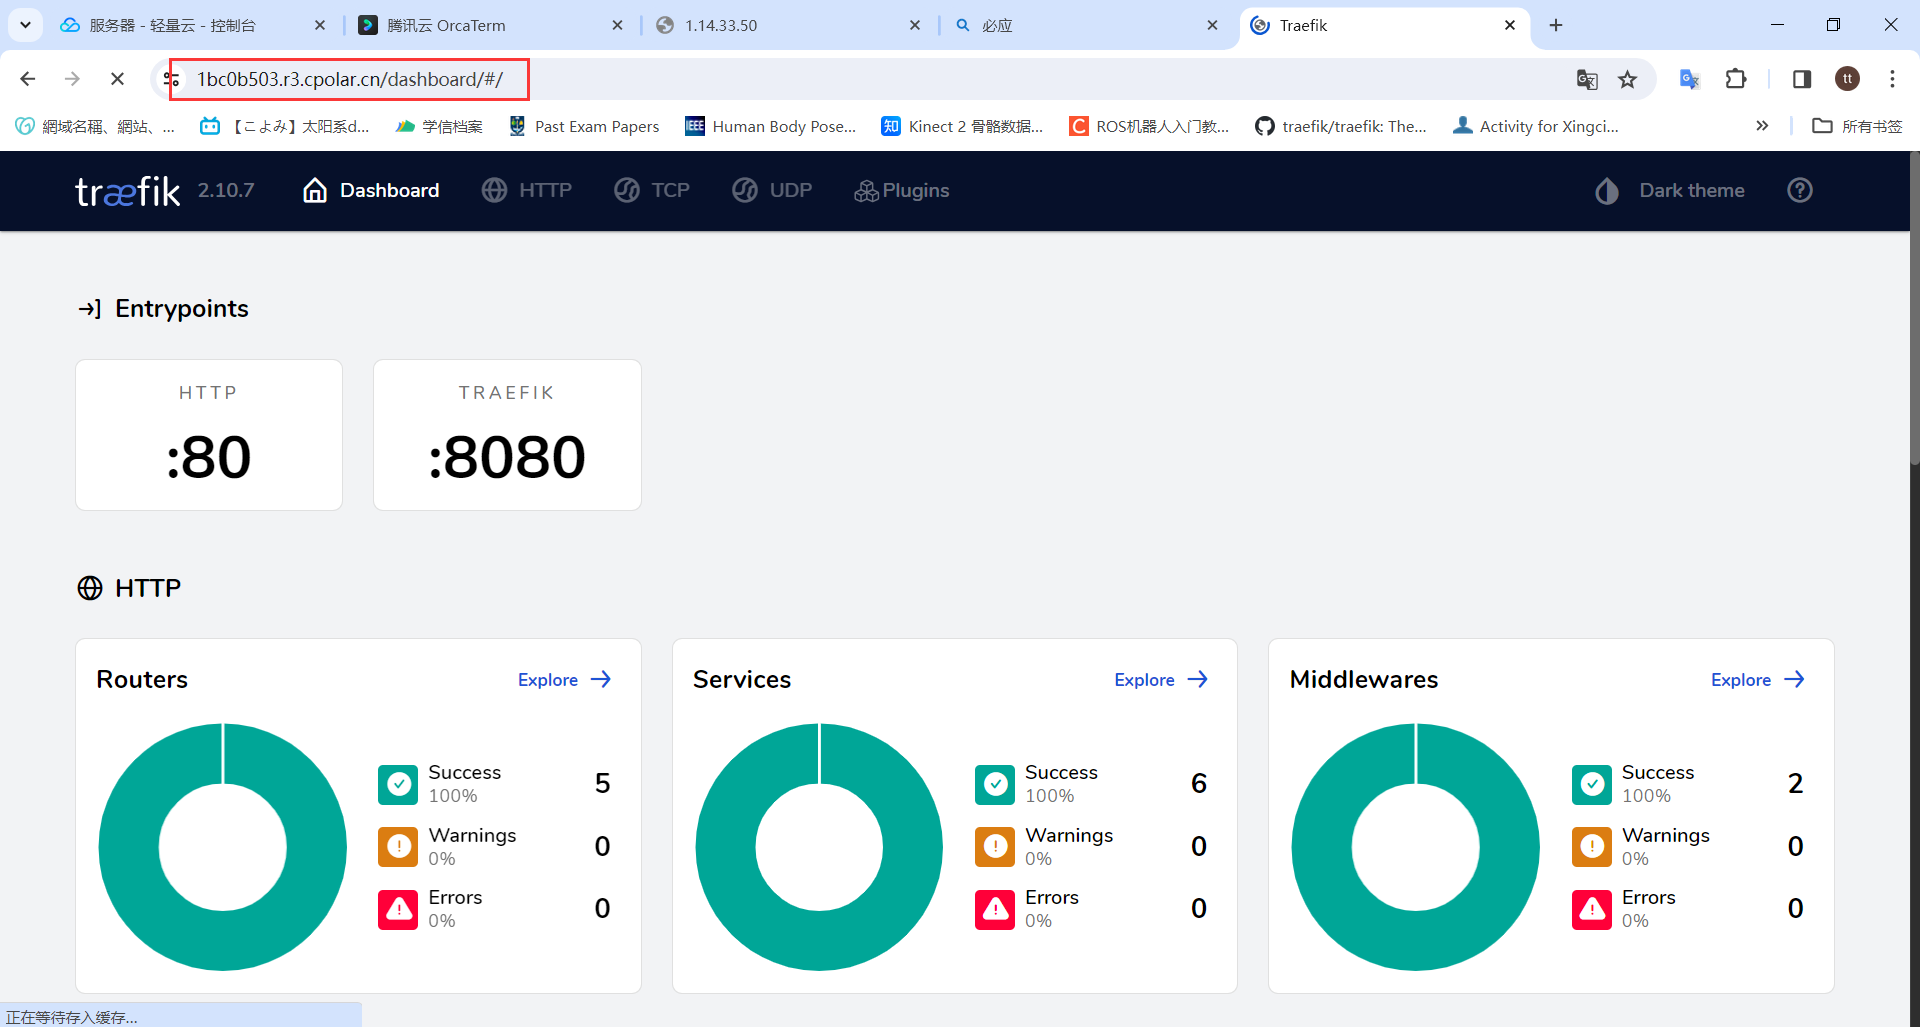 服务器 - 轻量云 - 控制台
腾讯云 OrcaTerm
1.14.33.50
必应
Traefik
1bc0b503.r3.cpolar.cn/dashboard/#/
tt
網域名稱、網站、...
【こよみ】太阳系d...
学信档案
Past Exam Papers
IEEE
Human Body Pose...
知
Kinect 2 骨骼数据...
C
ROS机器人入门教...
traefik/traefik: The...
Activity for Xingci...
所有书签
træfik
2.10.7
Dashboard
HTTP
TCP
UDP
Plugins
Dark theme
Entrypoints
HTTP
:80
TRAEFIK
:8080
HTTP
Routers
Explore
Success
100%
5
Warnings
0%
0
Errors
0%
0
Services
Explore
Success
100%
6
Warnings
0%
0
Errors
0%
0
Middlewares
Explore
Success
100%
2
Warnings
0%
0
Errors
0%
0
正在等待存入缓存...